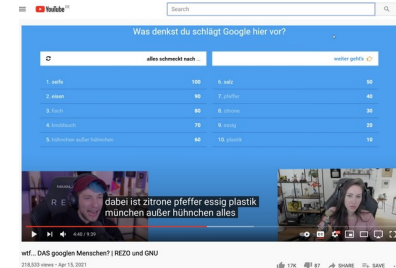 YouTube
Search
Was denkst du schlägt Google hier vor?
alles schmeckt nach ...
weiter geht's
1. seife 100
2. eisen 90
3. fisch 80
4. knoblauch 70
5. hühnchen außer hühnchen 60
6. salz 50
7. pfeffer 40
8. zitrone 30
9. essig 20
10. plastik 10
dabei ist zitrone pfeffer essig plastik
münchen außer hühnchen alles
4:40 / 9:39
wtf... DAS googlen Menschen? | REZO und GNU
218,533 views • Apr 15, 2021
17K
87
SHARE
SAVE